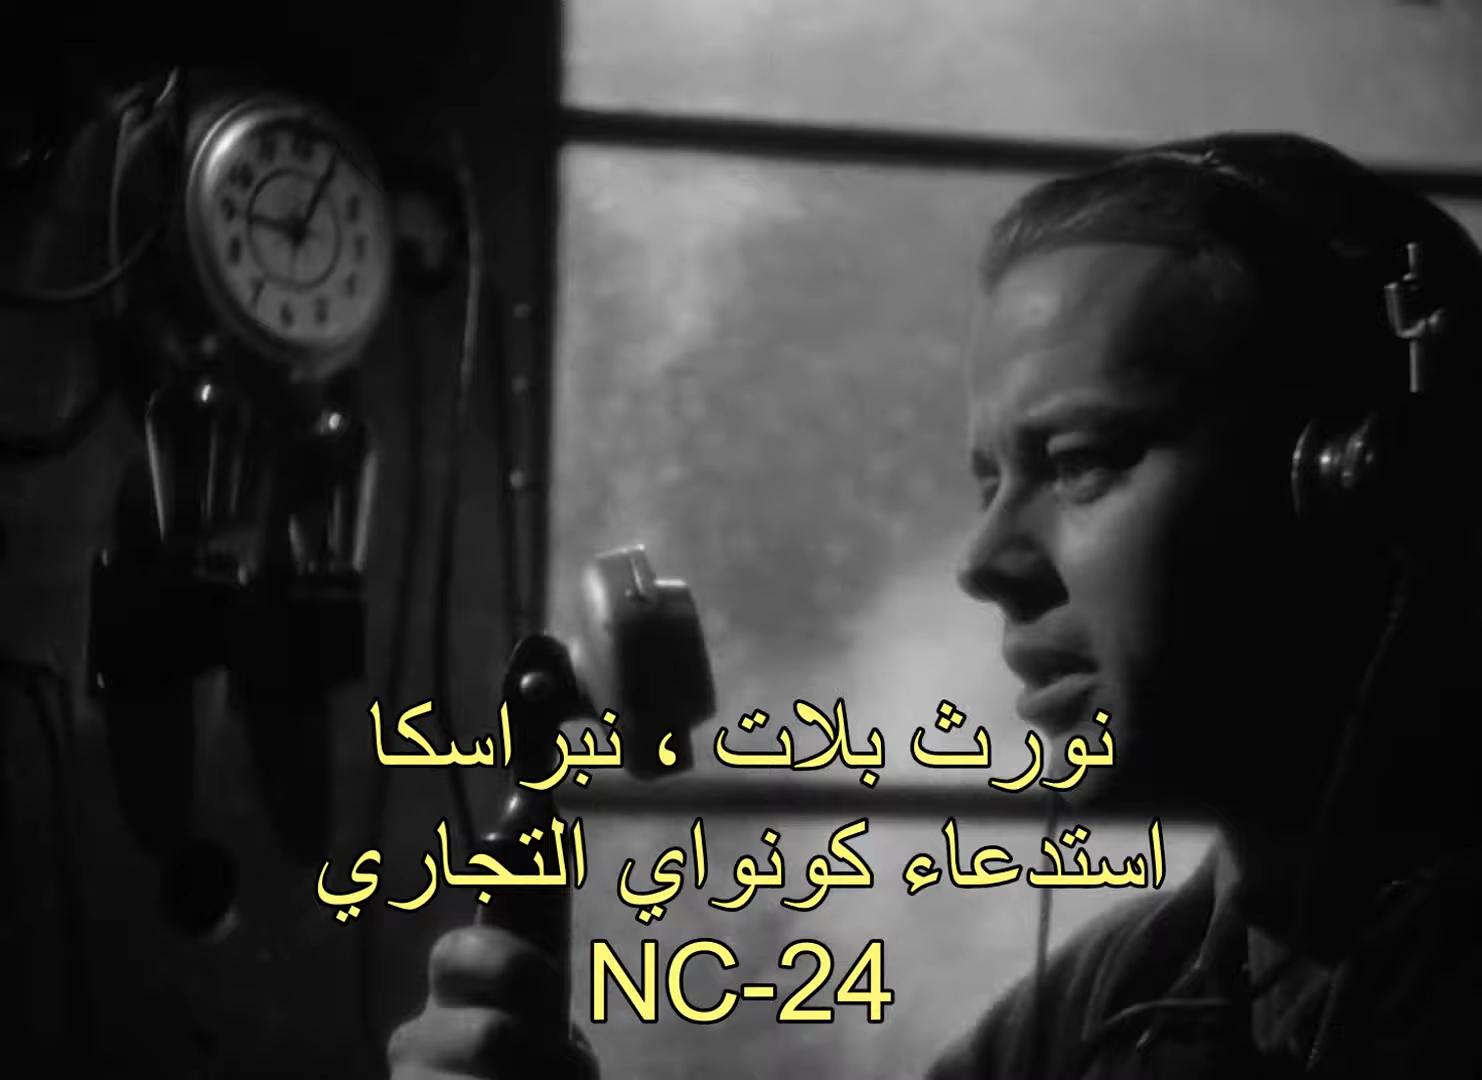 نورث بلات ، نبراسكا
استدعاء كونواي التجاري
NC-24